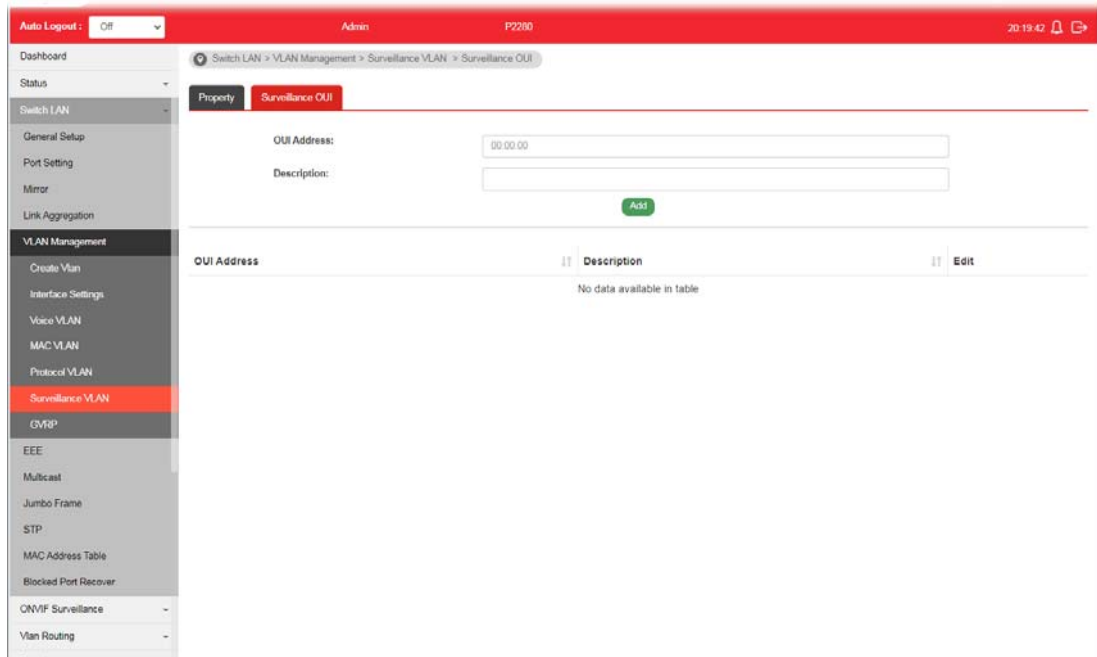 Auto Logout : Off Admin P2280 20:19:42
Dashboard
Status
Switch LAN
General Setup
Port Setting
Mirror
Link Aggregation
VLAN Management
Create Vlan
Interface Settings
Voice VLAN
MAC VLAN
Protocol VLAN
Surveillance VLAN
GVRP
EEE
Multicast
Jumbo Frame
STP
MAC Address Table
Blocked Port Recover
ONVIF Surveillance
Vlan Routing
Switch LAN > VLAN Management > Surveillance VLAN > Surveillance OUI
Property Surveillance OUI
OUI Address: 00:00:00
Description:
Add
OUI Address Description Edit
No data available in table